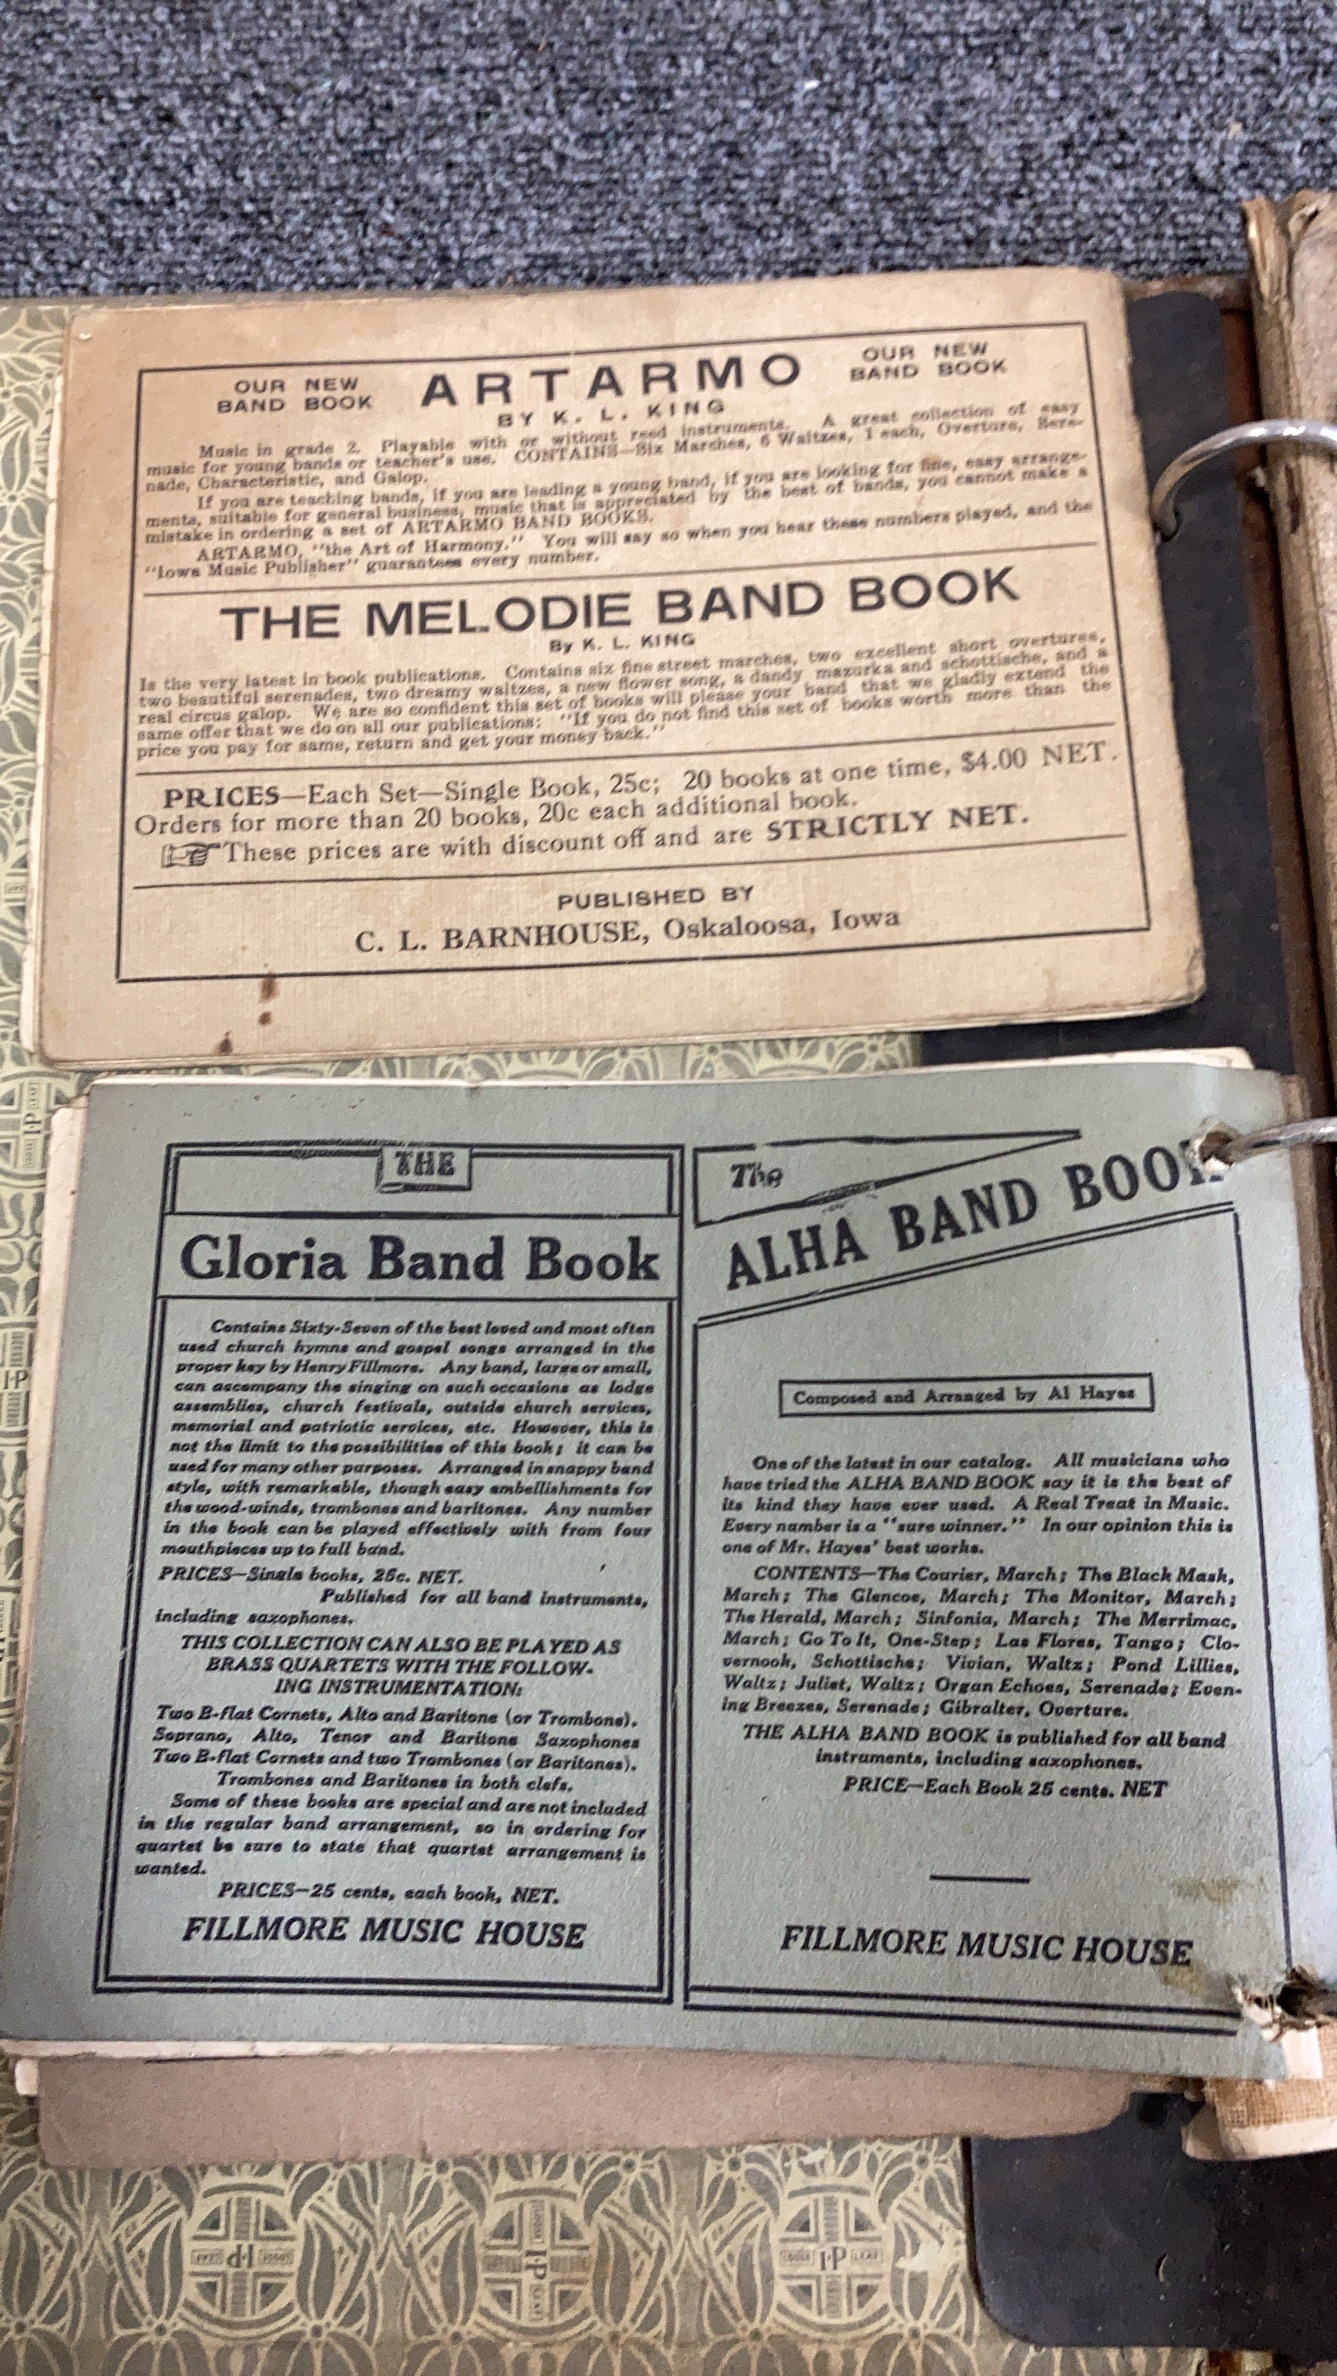 OUR NEW
BAND BOOK
ARTARMO
OUR NEW
BAND BOOK
BY K. L. KING
Music in grade 2. Playable with or without reed instruments. A great collection of easy
music for young bands or teacher's use. CONTAINS—Six Marches, 6 Waltzes, 1 each, Overture, Sere-
nade, Characteristic, and Galop.
If you are teaching bands, if you are leading a young band, if you are looking for fine, easy arrange-
ments, suitable for general business, music that is appreciated by the best of bands, you cannot make a
mistake in ordering a set of ARTARMO BAND BOOKS.
ARTARMO, "the Art of Harmony." You will say so when you hear these numbers played, and the
"Iowa Music Publisher" guarantees every number.
THE MELODIE BAND BOOK
By K. L. KING
Is the very latest in book publications. Contains six fine street marches, two excellent short overtures,
two beautiful serenades, two dreamy waltzes, a new flower song, a dandy mazurka and schottische, and a
real circus galop. We are so confident this set of books will please your band that we gladly extend the
same offer that we do on all our publications: "If you do not find this set of books worth more than the
price you pay for same, return and get your money back."
PRICES—Each Set—Single Book, 25c; 20 books at one time, $4.00 NET.
Orders for more than 20 books, 20c each additional book.
These prices are with discount off and are STRICTLY NET.
PUBLISHED BY
C. L. BARNHOUSE, Oskaloosa, Iowa
THE
Gloria Band Book
Contains Sixty-Seven of the best loved and most often
used church hymns and gospel songs arranged in the
proper key by Henry Fillmore. Any band, large or small,
can accompany the singing on such occasions as lodge
assemblies, church festivals, outside church services,
memorial and patriotic services, etc. However, this is
not the limit to the possibilities of this book; it can be
used for many other purposes. Arranged in snappy band
style, with remarkable, though easy embellishments for
the wood-winds, trombones and baritones. Any number
in the book can be played effectively with from four
mouthpieces up to full band.
PRICES—Single books, 25c. NET.
Published for all band instruments,
including saxophones.
THIS COLLECTION CAN ALSO BE PLAYED AS
BRASS QUARTETS WITH THE FOLLOW-
ING INSTRUMENTATION:
Two B-flat Cornets, Alto and Baritone (or Trombone).
Soprano, Alto, Tenor and Baritone Saxophones
Two B-flat Cornets and two Trombones (or Baritones).
Trombones and Baritones in both clefs.
Some of these books are special and are not included
in the regular band arrangement, so in ordering for
quartet be sure to state that quartet arrangement is
wanted.
PRICES—25 cents, each book, NET.
FILLMORE MUSIC HOUSE
The
ALHA BAND BOOK
Composed and Arranged by Al Hayes
One of the latest in our catalog. All musicians who
have tried the ALHA BAND BOOK say it is the best of
its kind they have ever used. A Real Treat in Music.
Every number is a "sure winner." In our opinion this is
one of Mr. Hayes' best works.
CONTENTS—The Courier, March; The Black Mask,
March; The Glencoe, March; The Monitor, March;
The Herald, March; Sinfonia, March; The Merrimac,
March; Go To It, One-Step; Las Flores, Tango; Clo-
vernook, Schottische; Vivian, Waltz; Pond Lillies,
Waltz; Juliet, Waltz; Organ Echoes, Serenade; Even-
ing Breezes, Serenade; Gibralter, Overture.
THE ALHA BAND BOOK is published for all band
instruments, including saxophones.
PRICE—Each Book 25 cents. NET
FILLMORE MUSIC HOUSE